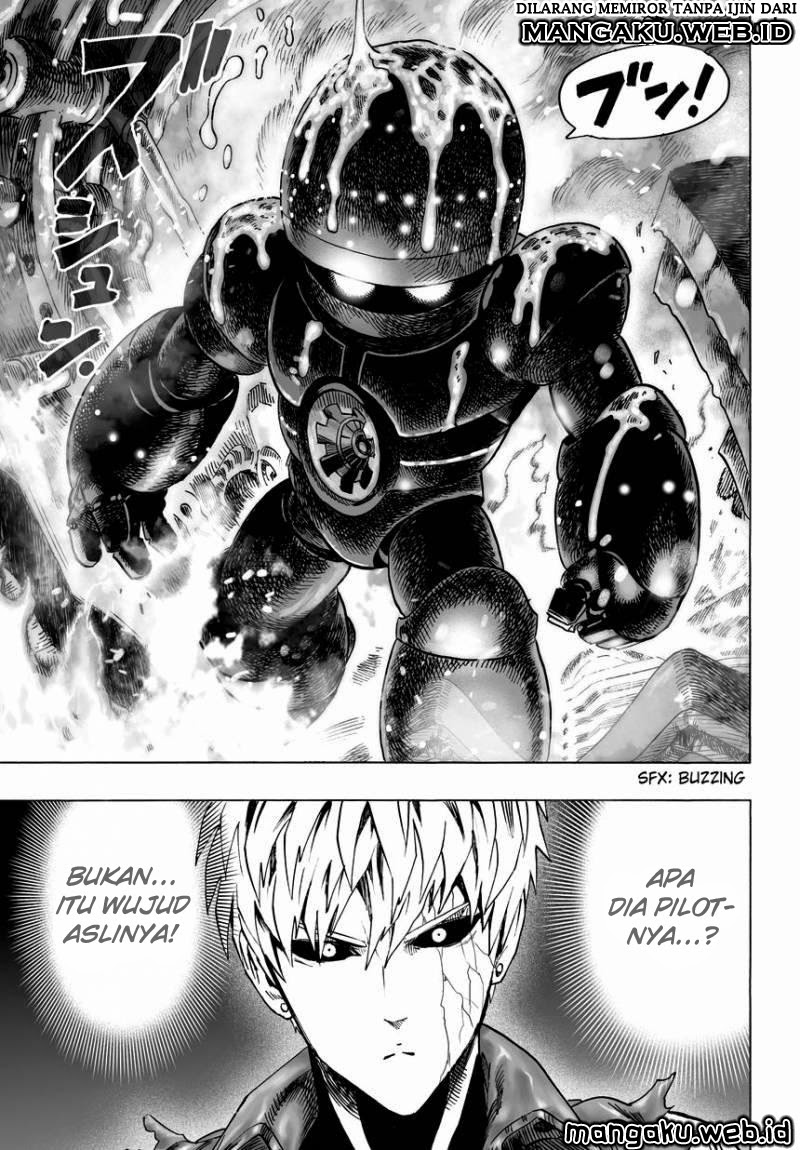 DILARANG MEMIROR TANPA IJIN DARI
MANGAKU.WEB.ID
ブン!
ズシュン
SFX: BUZZING
APA
DIA PILOT-
NYA...?
BUKAN...
ITU WUJUD
ASLINYA!
mangaku.web.id